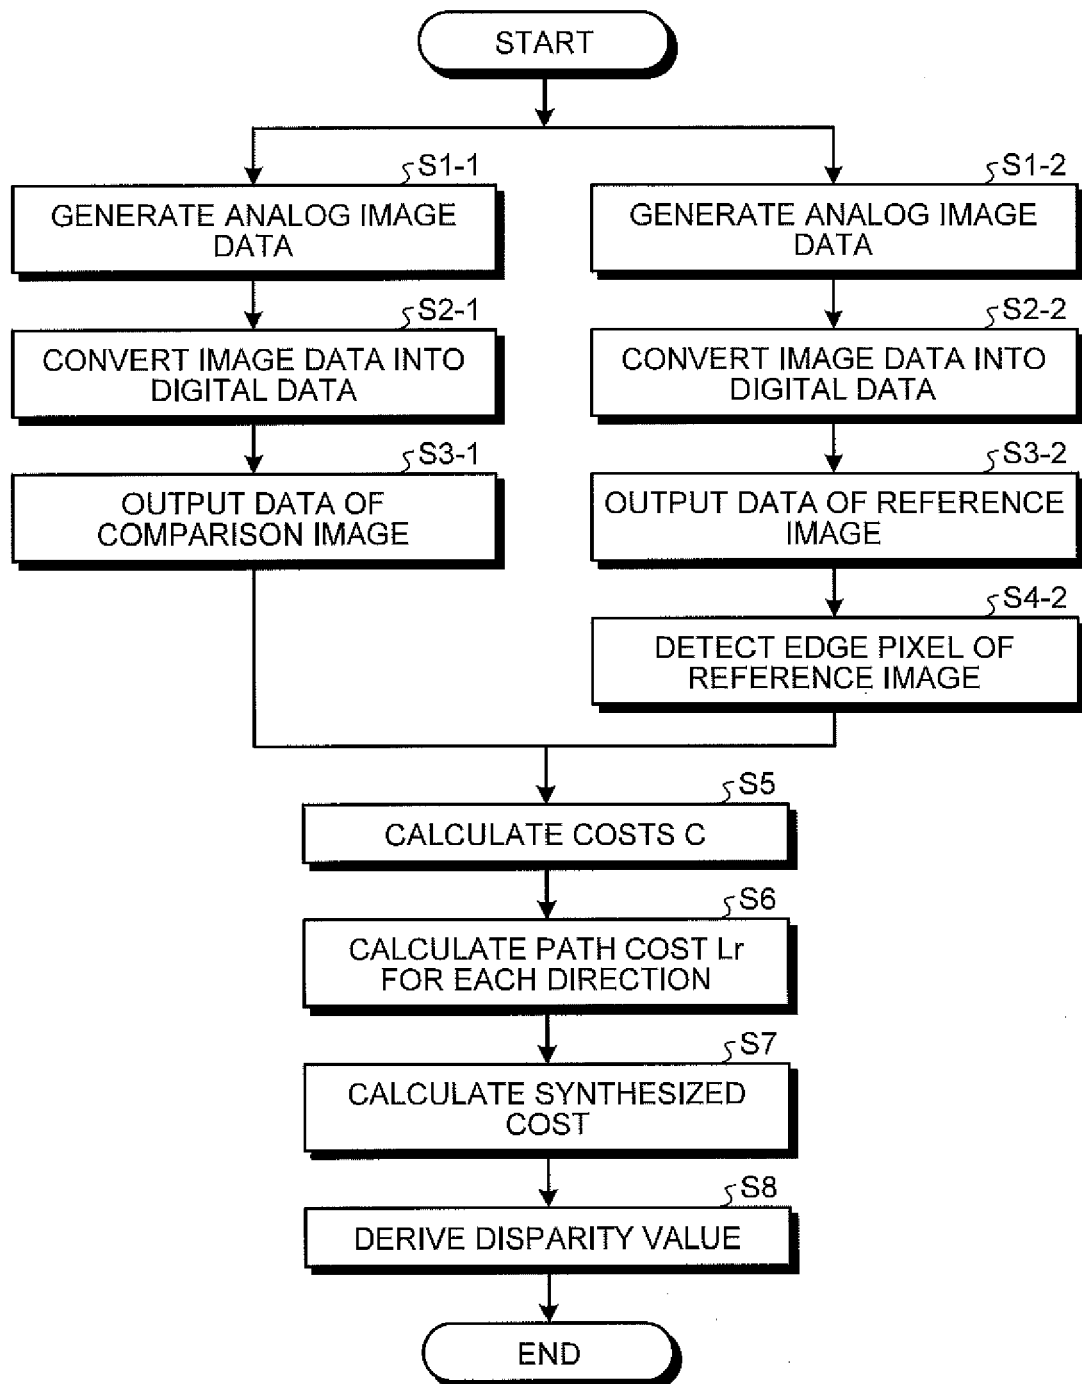 START
S1-1
GENERATE ANALOG IMAGE
DATA
S1-2
GENERATE ANALOG IMAGE
DATA
S2-1
CONVERT IMAGE DATA INTO
DIGITAL DATA
S2-2
CONVERT IMAGE DATA INTO
DIGITAL DATA
S3-1
OUTPUT DATA OF
COMPARISON IMAGE
S3-2
OUTPUT DATA OF REFERENCE
IMAGE
S4-2
DETECT EDGE PIXEL OF
REFERENCE IMAGE
S5
CALCULATE COSTS C
S6
CALCULATE PATH COST Lr
FOR EACH DIRECTION
S7
CALCULATE SYNTHESIZED
COST
S8
DERIVE DISPARITY VALUE
END